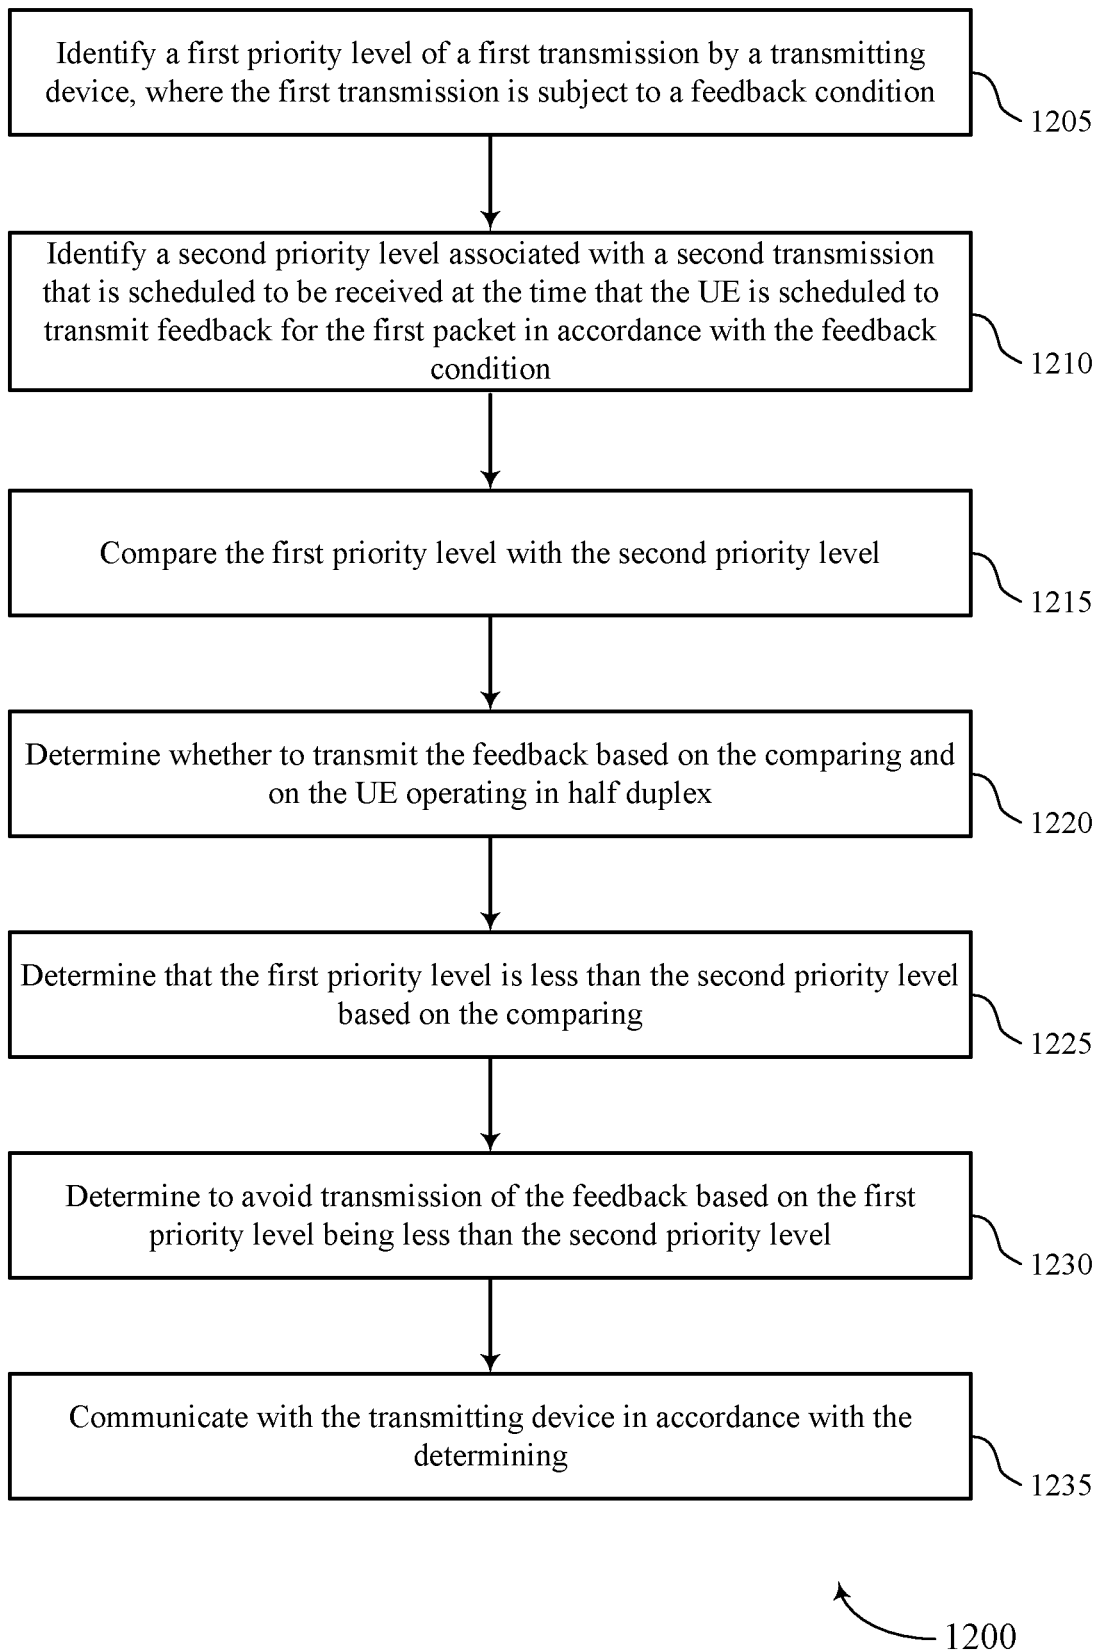 Identify a first priority level of a first transmission by a transmitting
device, where the first transmission is subject to a feedback condition
1205
Identify a second priority level associated with a second transmission
that is scheduled to be received at the time that the UE is scheduled to
transmit feedback for the first packet in accordance with the feedback
condition
1210
Compare the first priority level with the second priority level
1215
Determine whether to transmit the feedback based on the comparing and
on the UE operating in half duplex
1220
Determine that the first priority level is less than the second priority level
based on the comparing
1225
Determine to avoid transmission of the feedback based on the first
priority level being less than the second priority level
1230
Communicate with the transmitting device in accordance with the
determining
1235
1200